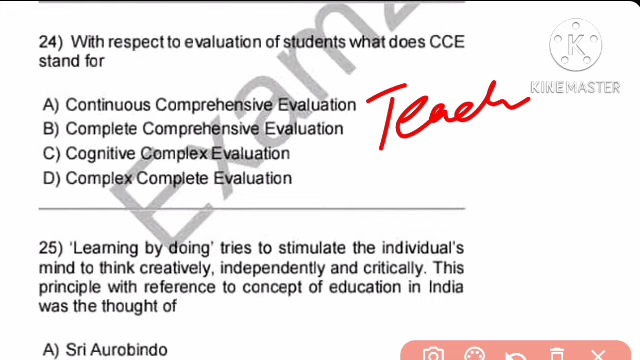 24) With respect to evaluation of students what does CCE
stand for
A) Continuous Comprehensive Evaluation
B) Complete Comprehensive Evaluation
C) Cognitive Complex Evaluation
D) Complex Complete Evaluation
Teach
25) 'Learning by doing' tries to stimulate the individual's
mind to think creatively, independently and critically. This
principle with reference to concept of education in India
was the thought of
A) Sri Aurobindo
K
KINEMASTER